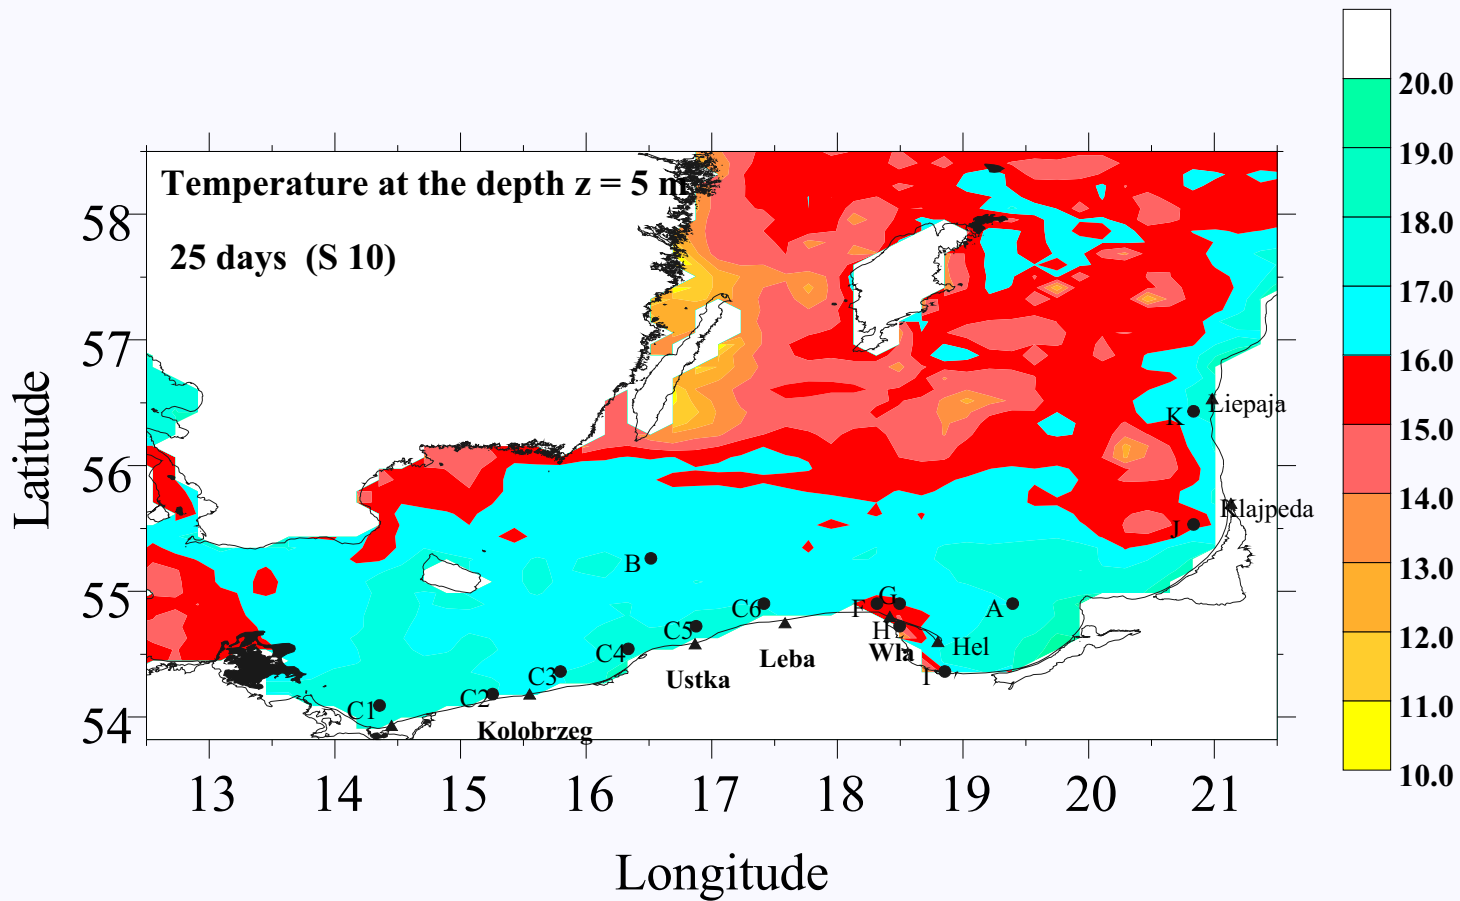 20.0
19.0
18.0
17.0
16.0
15.0
14.0
13.0
12.0
11.0
10.0
Temperature at the depth z = 5 m
25 days (S 10)
Latitude
58
57
56
55
54
K
Liepaja
Klajpeda
J
B
C6
C5
C4
C3
C2
C1
F
G
H
A
Hel
Wla
I
Leba
Ustka
Kolobrzeg
13 14 15 16 17 18 19 20 21
Longitude